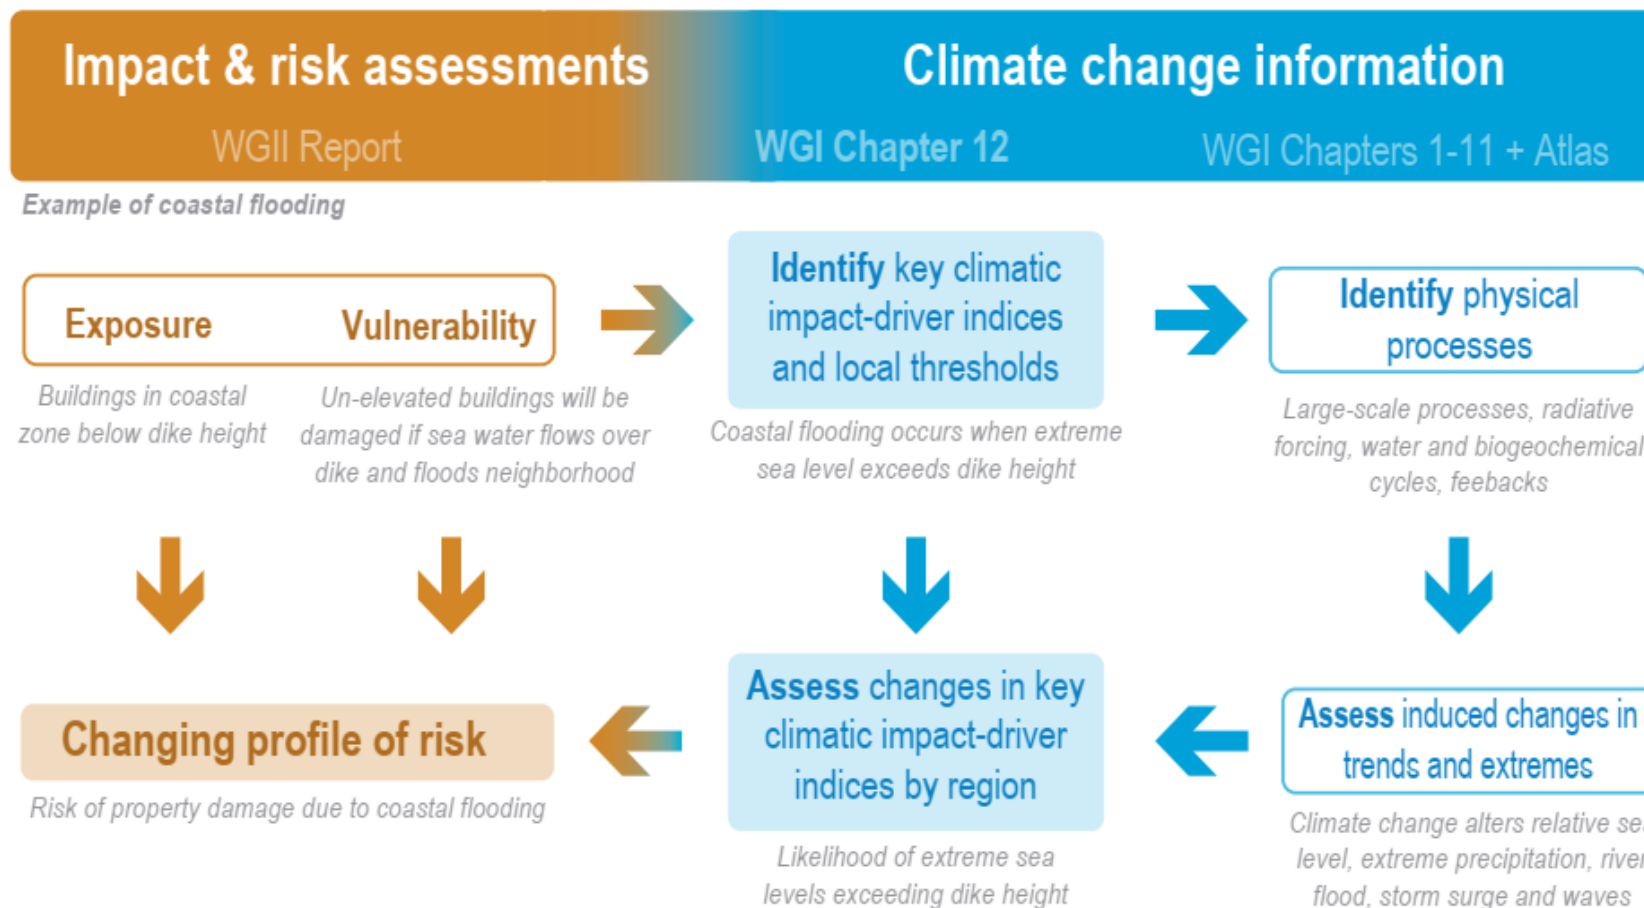 Impact & risk assessments
Climate change information
WGII Report
WGI Chapter 12
WGI Chapters 1-11 + Atlas
Example of coastal flooding
Exposure
Vulnerability
Buildings in coastal
zone below dike height
Un-elevated buildings will be
damaged if sea water flows over
dike and floods neighborhood
Identify key climatic
impact-driver indices
and local thresholds
Coastal flooding occurs when extreme
sea level exceeds dike height
Identify physical
processes
Large-scale processes, radiative
forcing, water and biogeochemical
cycles, feebacks
Changing profile of risk
Risk of property damage due to coastal flooding
Assess changes in key
climatic impact-driver
indices by region
Likelihood of extreme sea
levels exceeding dike height
Assess induced changes in
trends and extremes
Climate change alters relative sea
level, extreme precipitation, river
flood, storm surge and waves